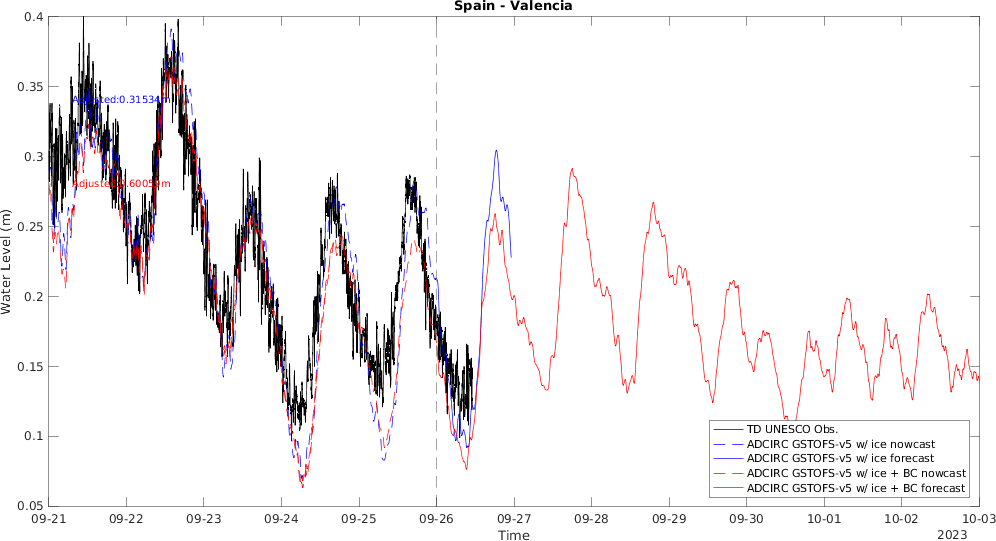 Spain - Valencia
Water Level (m)
0.4
0.35
0.3
0.25
0.2
0.15
0.1
0.05
Adjusted:0.31534m
Adjusted:0.60059m
TD UNESCO Obs.
ADCIRC GSTOFS-v5 w/ ice nowcast
ADCIRC GSTOFS-v5 w/ ice forecast
ADCIRC GSTOFS-v5 w/ ice + BC nowcast
ADCIRC GSTOFS-v5 w/ ice + BC forecast
09-21 09-22 09-23 09-24 09-25 09-26 09-27 09-28 09-29 09-30 10-01 10-02 10-03
Time
2023